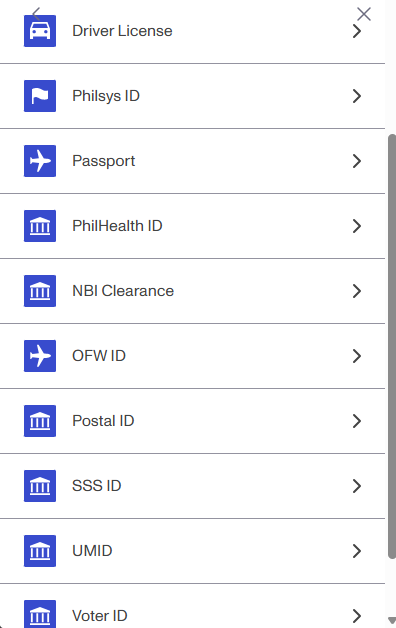 Driver License
Philsys ID
Passport
PhilHealth ID
NBI Clearance
OFW ID
Postal ID
SSS ID
UMID
Voter ID